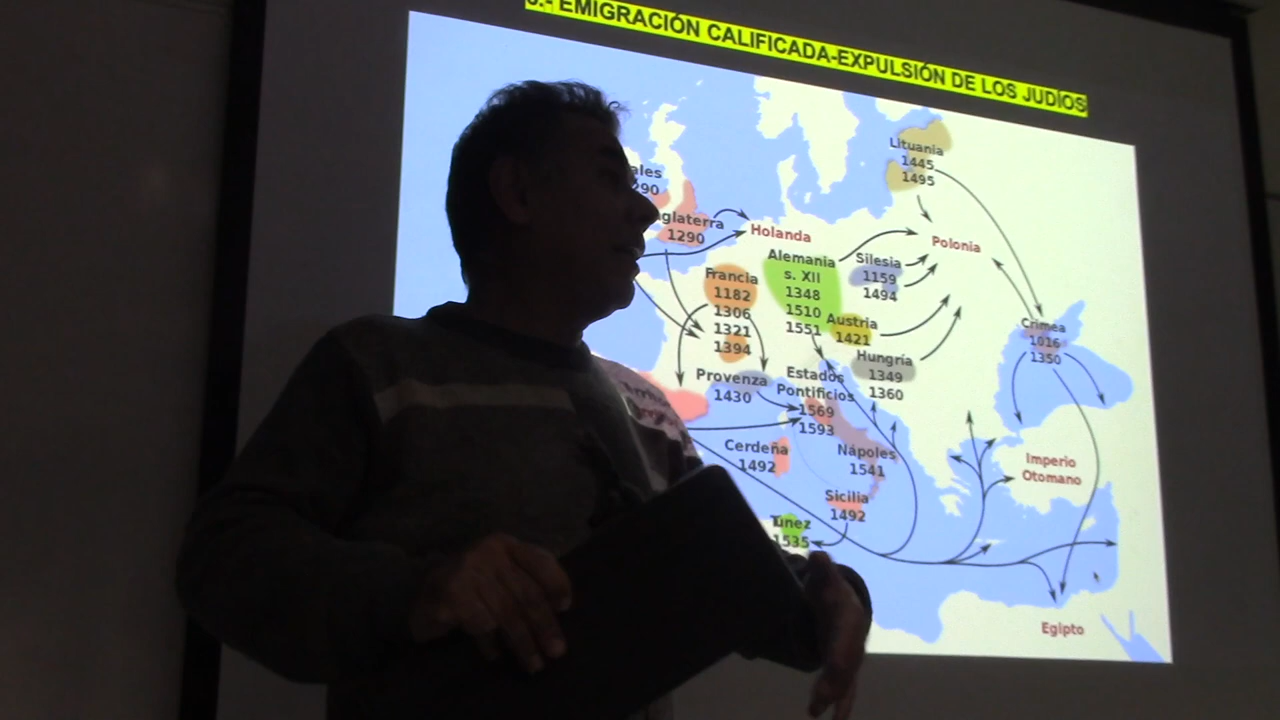 EMIGRACIÓN CALIFICADA-EXPULSIÓN DE LOS JUDÍOS
Lituania
1445
1495
Inglaterra
1290
Holanda
Polonia
Alemania
s. XII
1348
1510
1551
Silesia
1159
1494
Francia
1182
1306
1321
1394
Austria
1421
Hungría
1349
1360
Crimea
1016
1350
Provenza
1430
Estados
Pontificios
1569
1593
Cerdeña
1492
Nápoles
1541
Imperio
Otomano
Sicilia
1492
Túnez
1535
Egipto